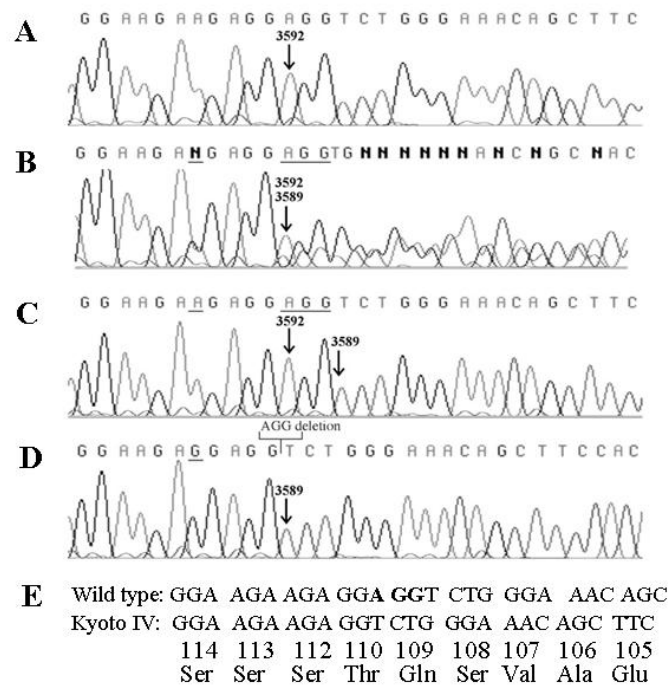 A
G G A A G A A G A G G A G G T C T G G G A A A C A G C T T C
3592
B
G G A A G A N G A G G A G G T G N N N N N N A N C N G C N A C
3592
3589
C
G G A A G A A G A G G A G G T C T G G G A A A C A G C T T C
3592
3589
AGG deletion
D
G G A A G A G G A G G T C T G G G A A A C A G C T T C C A C
3589
E
Wild type: GGA AGA AGA GGA GGT CTG GGA AAC AGC
Kyoto IV: GGA AGA AGA GGT CTG GGA AAC AGC TTC
114 113 112 110 109 108 107 106 105
Ser Ser Ser Thr Gln Ser Val Ala Glu